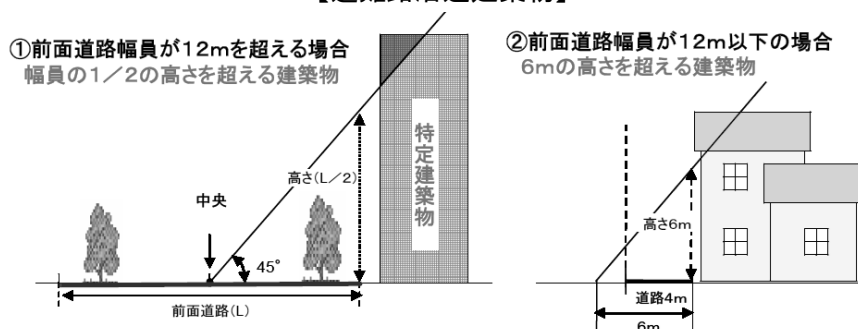 ①前面道路幅員が12mを超える場合
幅員の1/2の高さを超える建築物
②前面道路幅員が12m以下の場合
6mの高さを超える建築物
特定建築物
高さ(L/2)
中央
45°
前面道路(L)
高さ6m
道路4m
6m